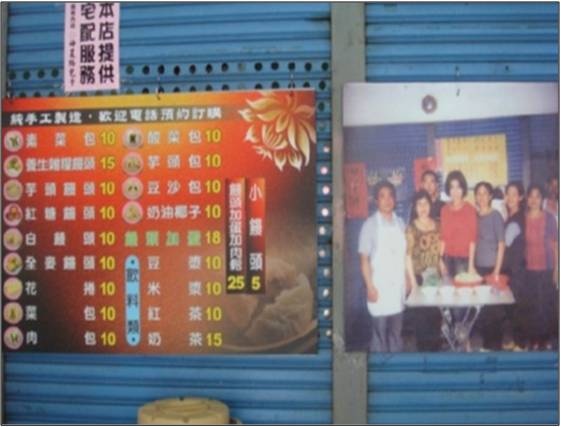 本店提供
宅配服務
純手工製造，歡迎電話預約訂購
素菜包10
養生雜糧饅頭15
芋頭饅頭10
紅糖饅頭10
白饅頭10
全麥饅頭10
花捲10
菜包10
肉包10
酸菜包10
芋頭包10
豆沙包10
奶油椰子10
饅頭加蛋18
飲料類
豆漿10
米漿10
紅茶10
奶茶15
小饅頭5
饅頭加蛋加肉鬆25